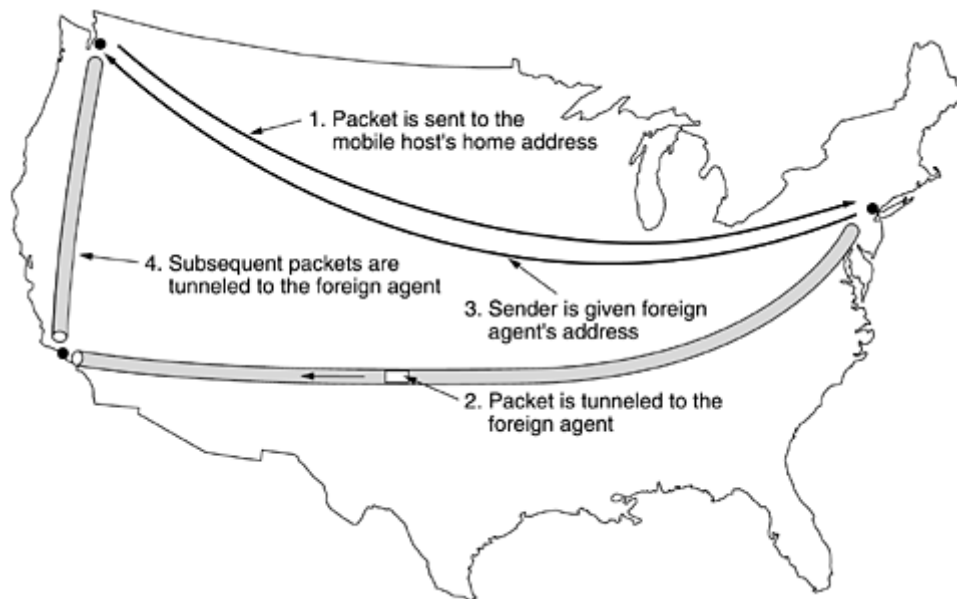 1. Packet is sent to the
mobile host's home address
4. Subsequent packets are
tunneled to the foreign agent
3. Sender is given foreign
agent's address
2. Packet is tunneled to the
foreign agent